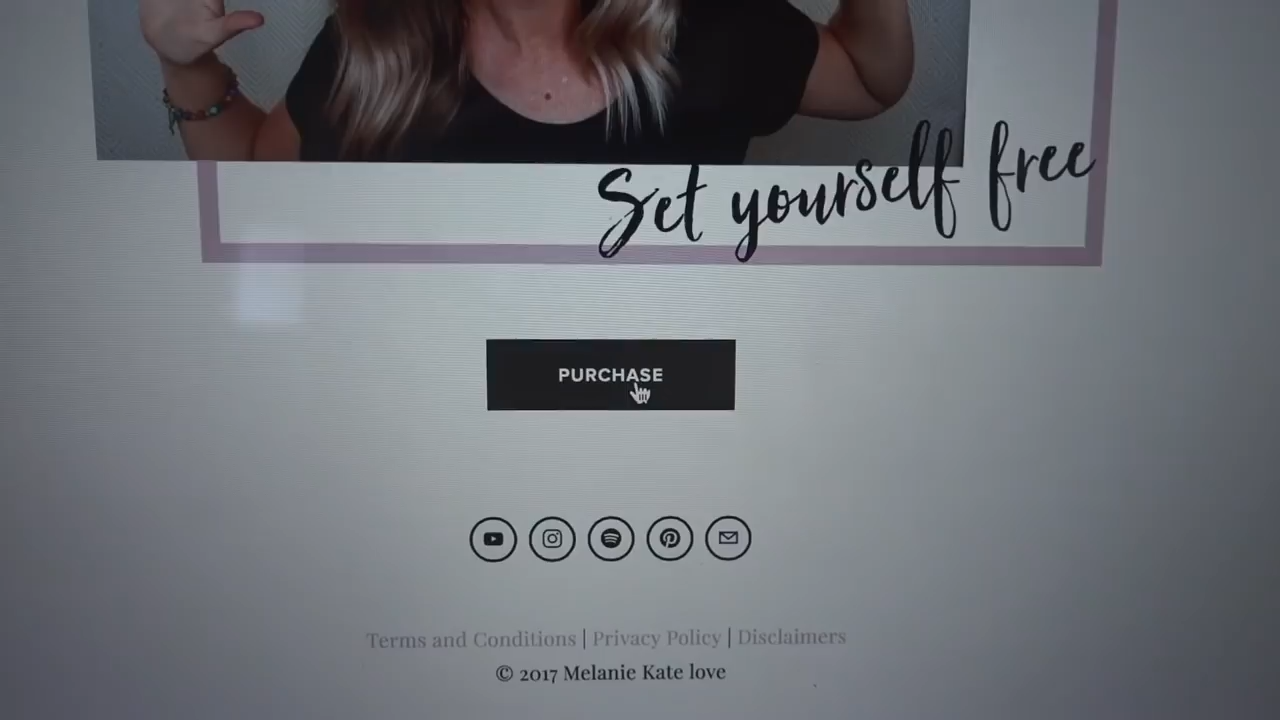 Set yourself free
PURCHASE
Terms and Conditions | Privacy Policy | Disclaimers
© 2017 Melanie Kate love